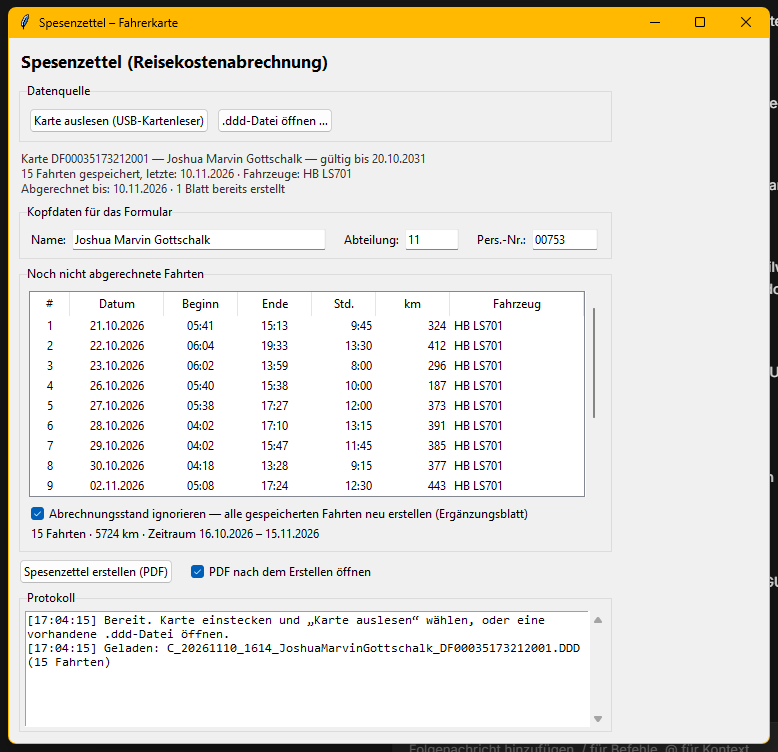 Spesenzettel – Fahrerkarte
Spesenzettel (Reisekostenabrechnung)
Datenquelle
Karte auslesen (USB-Kartenleser) .ddd-Datei öffnen ...
Karte DF00035173212001 — Joshua Marvin Gottschalk — gültig bis 20.10.2031
15 Fahrten gespeichert, letzte: 10.11.2026 · Fahrzeuge: HB LS701
Abgerechnet bis: 10.11.2026 · 1 Blatt bereits erstellt
Kopfdaten für das Formular
Name: Joshua Marvin Gottschalk Abteilung: 11 Pers.-Nr.: 00753
Noch nicht abgerechnete Fahrten
# Datum Beginn Ende Std. km Fahrzeug
1 21.10.2026 05:41 15:13 9:45 324 HB LS701
2 22.10.2026 06:04 19:33 13:30 412 HB LS701
3 23.10.2026 06:02 13:59 8:00 296 HB LS701
4 26.10.2026 05:40 15:38 10:00 187 HB LS701
5 27.10.2026 05:38 17:27 12:00 373 HB LS701
6 28.10.2026 04:02 17:10 13:15 391 HB LS701
7 29.10.2026 04:02 15:47 11:45 385 HB LS701
8 30.10.2026 04:18 13:28 9:15 377 HB LS701
9 02.11.2026 05:08 17:24 12:30 443 HB LS701
Abrechnungsstand ignorieren — alle gespeicherten Fahrten neu erstellen (Ergänzungsblatt)
15 Fahrten · 5724 km · Zeitraum 16.10.2026 – 15.11.2026
Spesenzettel erstellen (PDF) PDF nach dem Erstellen öffnen
Protokoll
[17:04:15] Bereit. Karte einstecken und „Karte auslesen“ wählen, oder eine
vorhandene .ddd-Datei öffnen.
[17:04:15] Geladen: C_20261110_1614_JoshuaMarvinGottschalk_DF00035173212001.DDD
(15 Fahrten)
Folgenachricht hinzufügen, / für Befehle, @ für Kontext